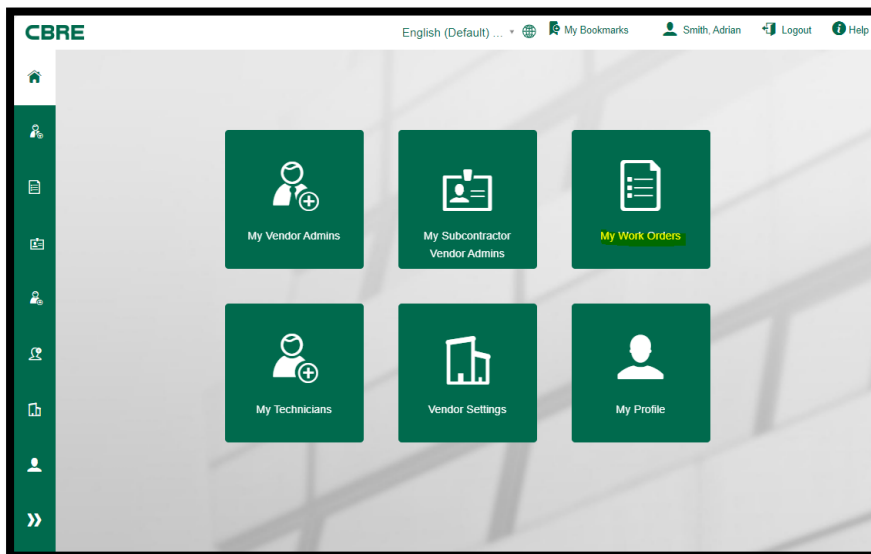 CBRE
English (Default) ...
My Bookmarks
Smith, Adrian
Logout
Help
My Vendor Admins
My Subcontractor
Vendor Admins
My Work Orders
My Technicians
Vendor Settings
My Profile